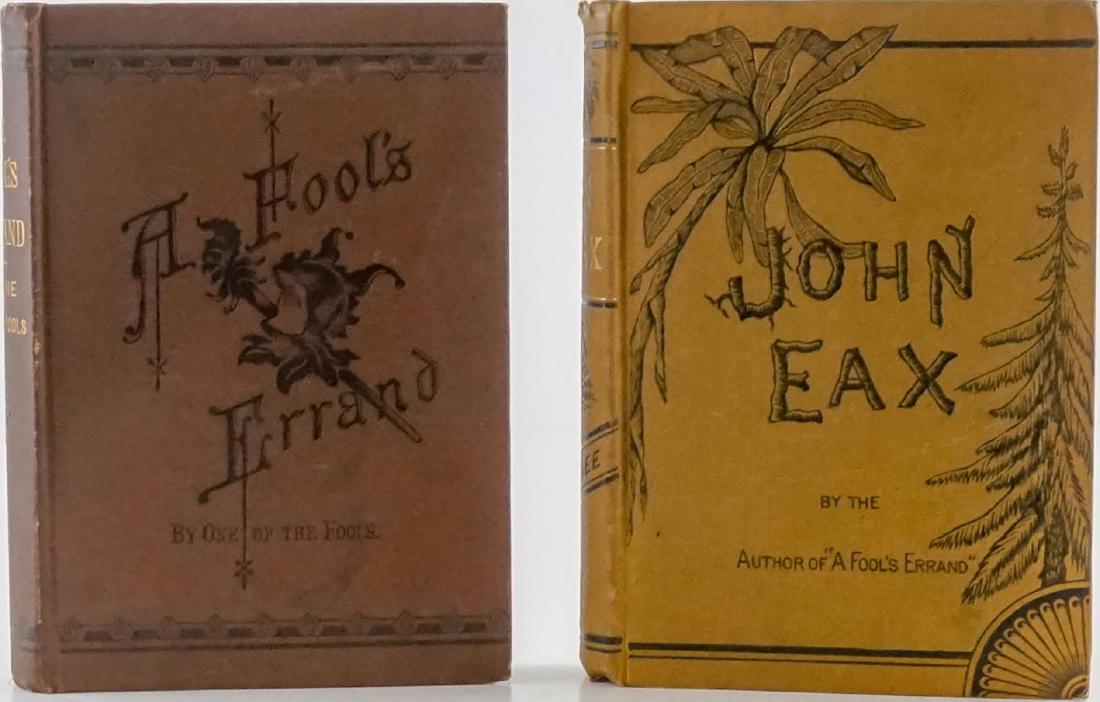 A Fool's
Errand
BY ONE OF THE FOOLS.
JOHN
EAX
BY THE
AUTHOR OF "A FOOL'S ERRAND"